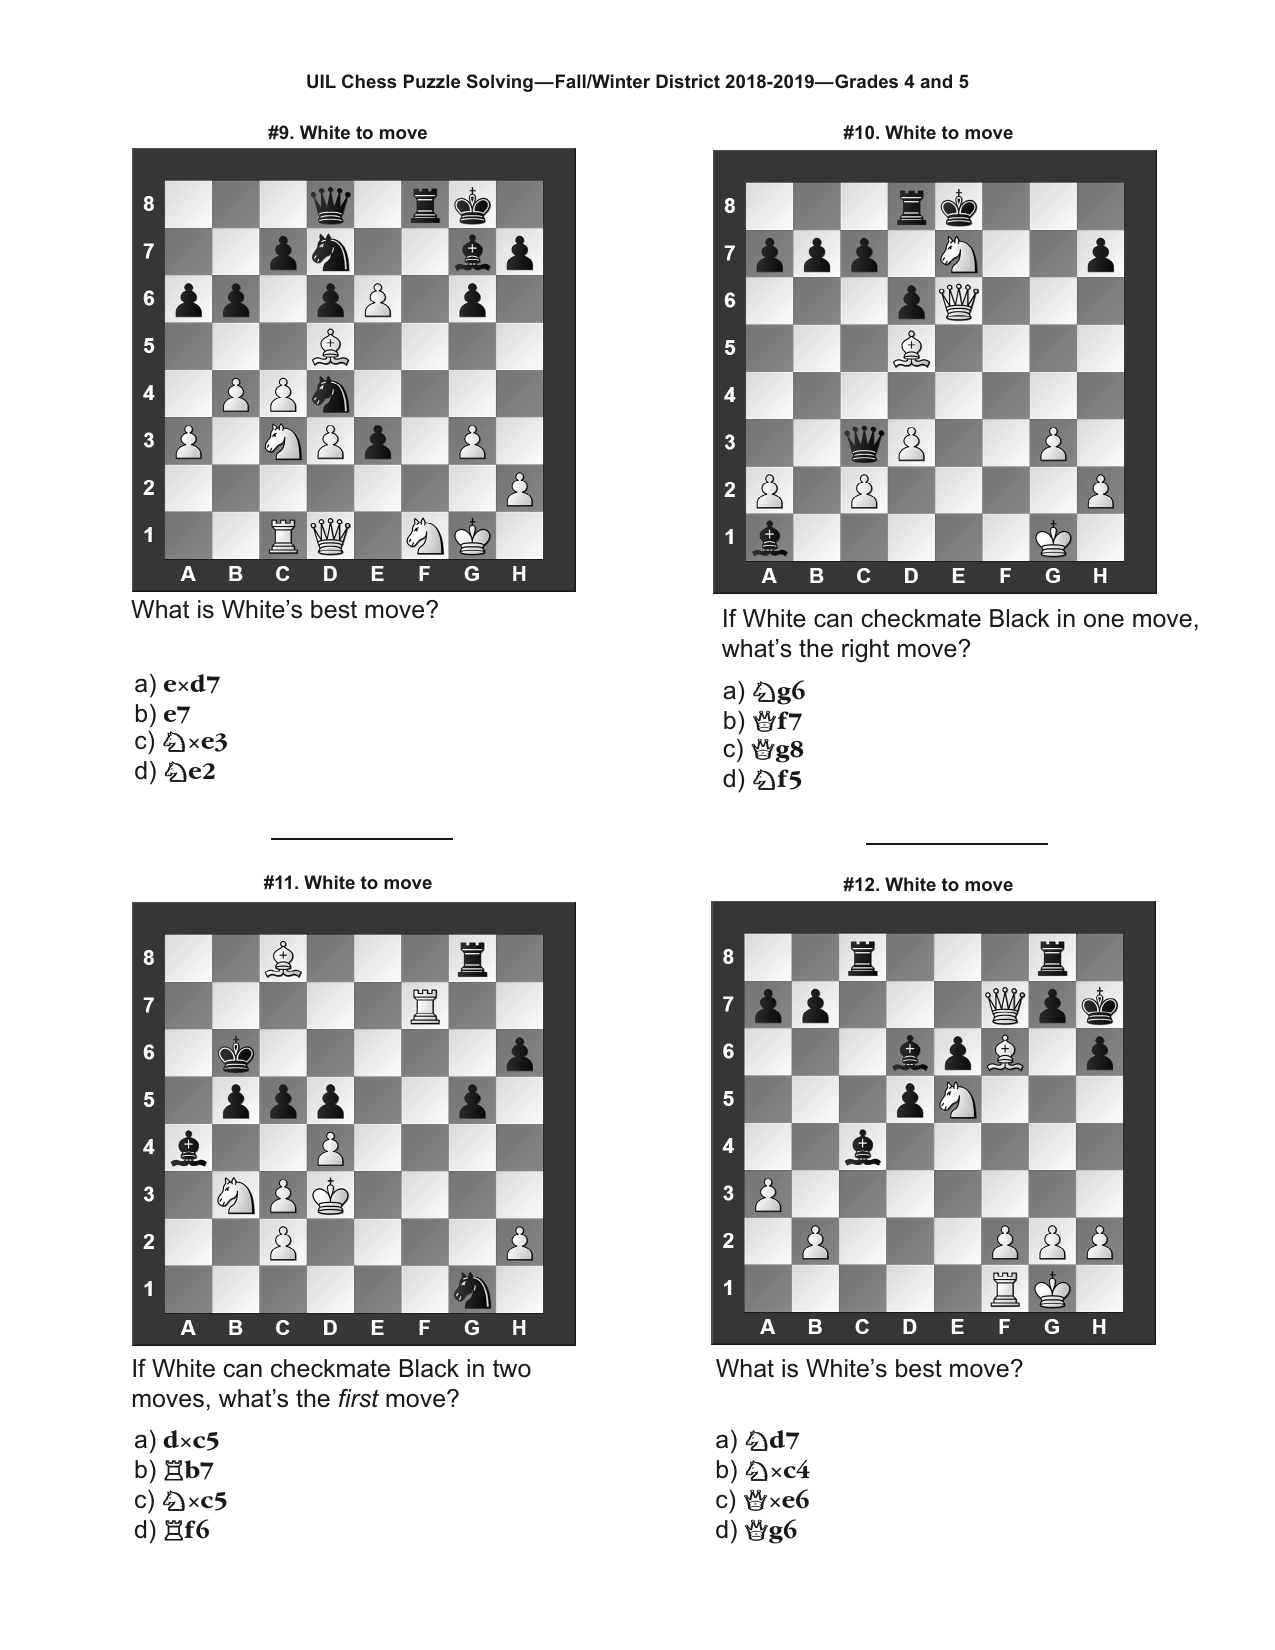 UIL Chess Puzzle Solving—Fall/Winter District 2018-2019—Grades 4 and 5
#9. White to move
8
7
6
5
4
3
2
1
A B C D E F G H
What is White's best move?
a) e×d7
b) e7
c) ♘×e3
d) ♘e2
#10. White to move
8
7
6
5
4
3
2
1
A B C D E F G H
If White can checkmate Black in one move,
what's the right move?
a) ♘g6
b) ♕f7
c) ♕g8
d) ♘f5
#11. White to move
8
7
6
5
4
3
2
1
A B C D E F G H
If White can checkmate Black in two
moves, what's the first move?
a) d×c5
b) ♖b7
c) ♘×c5
d) ♖f6
#12. White to move
8
7
6
5
4
3
2
1
A B C D E F G H
What is White's best move?
a) ♘d7
b) ♘×c4
c) ♕×e6
d) ♕g6